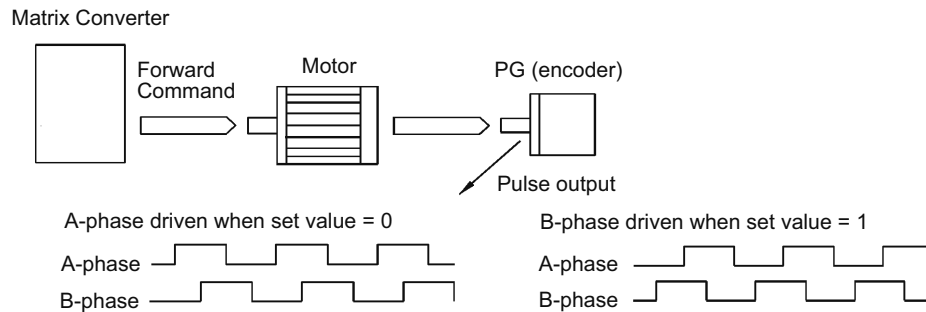 Matrix Converter
Forward
Command
Motor
PG (encoder)
Pulse output
A-phase driven when set value = 0
A-phase
B-phase
B-phase driven when set value = 1
A-phase
B-phase